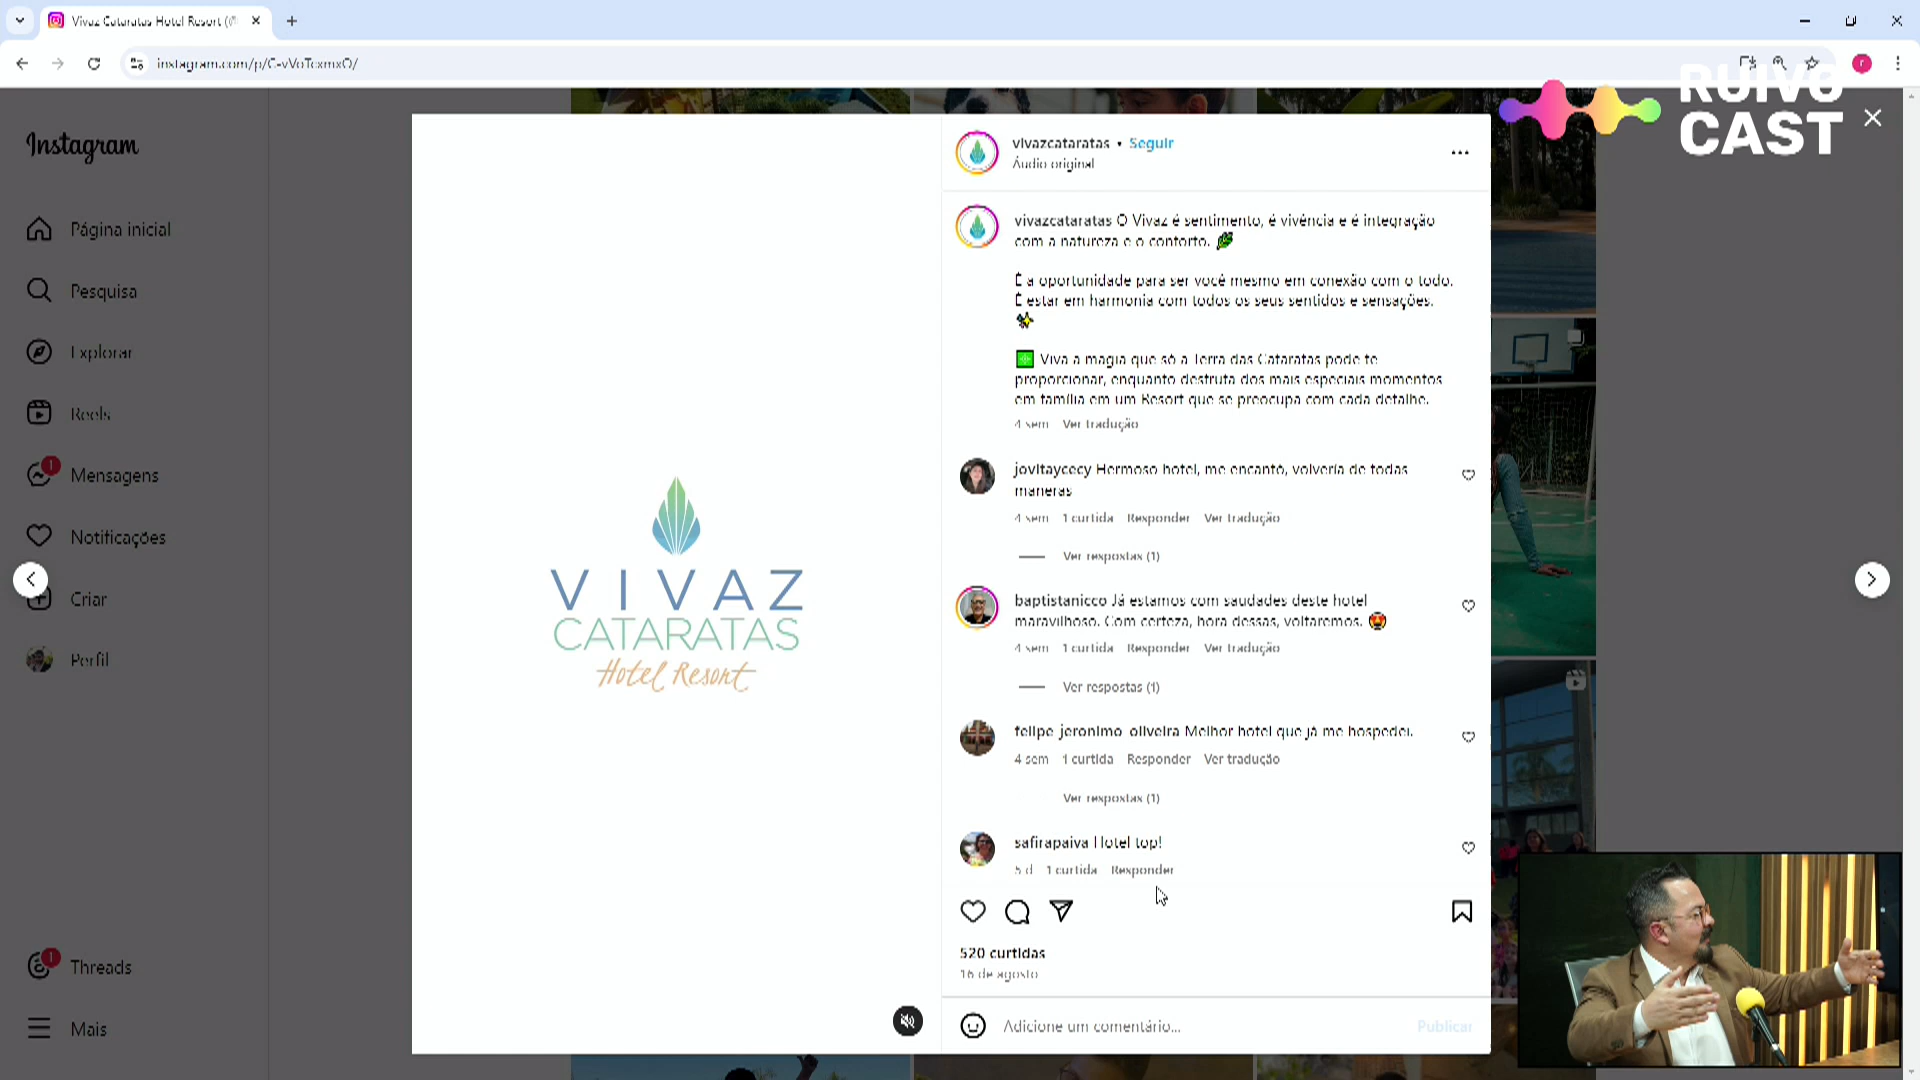 Vivaz Cataratas Hotel Resort (@
instagram.com/p/C-vVoTcxmxO/
RUIVO
CAST
Instagram
Página inicial
Pesquisa
Explorar
Reels
1
Mensagens
Notificações
Criar
Perfil
1
Threads
Mais
VIVAZ
CATARATAS
Hotel Resort
vivazcataratas • Seguir
Áudio original
vivazcataratas O Vivaz é sentimento, é vivência e é integração
com a natureza e o conforto.
É a oportunidade para ser você mesmo em conexão com o todo.
É estar em harmonia com todos os seus sentidos e sensações.
Viva a magia que só a Terra das Cataratas pode te
proporcionar, enquanto desfruta dos mais especiais momentos
em família em um Resort que se preocupa com cada detalhe.
4 sem Ver tradução
jovitaycecy Hermoso hotel, me encantó, volvería de todas
maneras
4 sem 1 curtida Responder Ver tradução
Ver respostas (1)
baptistanicco Já estamos com saudades deste hotel
maravilhoso. Com certeza, hora dessas, voltaremos.
4 sem 1 curtida Responder Ver tradução
Ver respostas (1)
felipe_jeronimo_oliveira Melhor hotel que já me hospedei.
4 sem 1 curtida Responder Ver tradução
Ver respostas (1)
safirapaiva Hotel top!
5 d 1 curtida Responder
520 curtidas
16 de agosto
Adicione um comentário...
Publicar